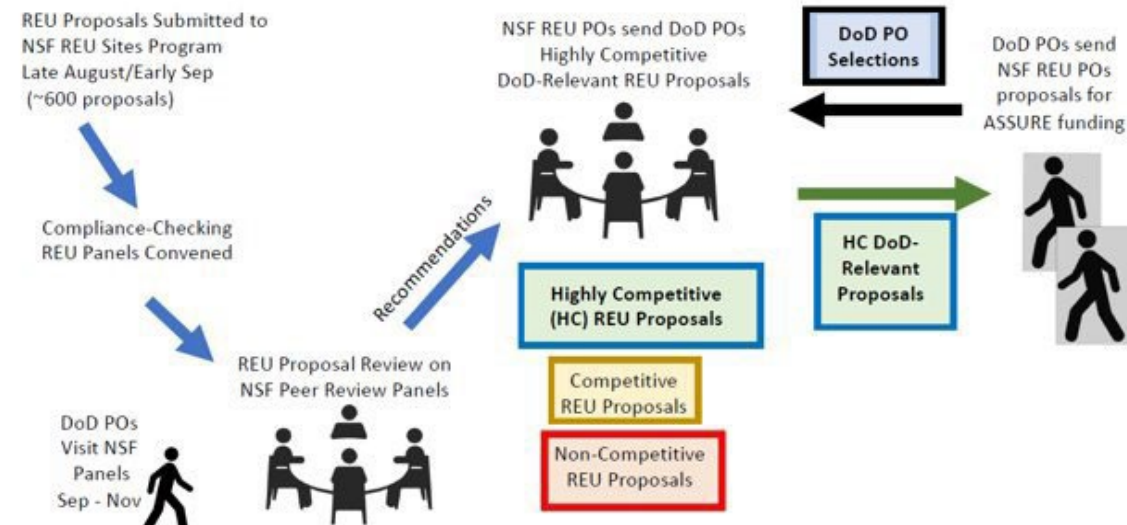 REU Proposals Submitted to
NSF REU Sites Program
Late August/Early Sep
(~600 proposals)
Compliance-Checking
REU Panels Convened
DoD POs
Visit NSF
Panels
Sep - Nov
REU Proposal Review on
NSF Peer Review Panels
Recommendations
NSF REU POs send DoD POs
Highly Competitive
DoD-Relevant REU Proposals
Highly Competitive
(HC) REU Proposals
Competitive
REU Proposals
Non-Competitive
REU Proposals
DoD PO
Selections
HC DoD-
Relevant
Proposals
DoD POs send
NSF REU POs
proposals for
ASSURE funding